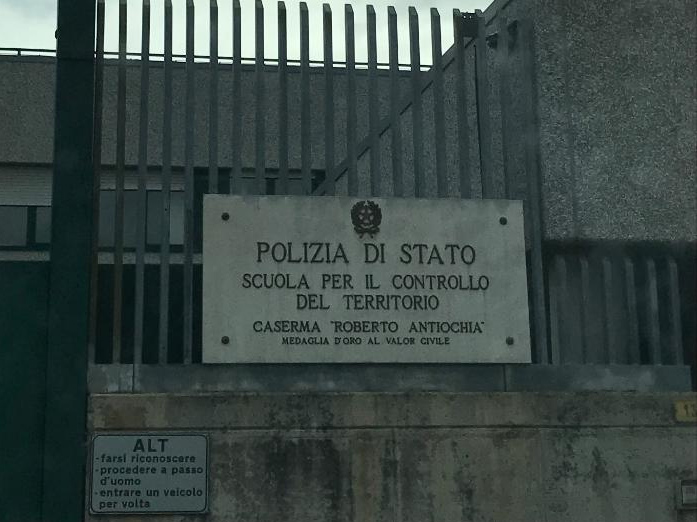 POLIZIA DI STATO
SCUOLA PER IL CONTROLLO
DEL TERRITORIO
CASERMA "ROBERTO ANTIOCHIA"
MEDAGLIA D'ORO AL VALOR CIVILE
ALT
-farsi riconoscere
-procedere a passo
d'uomo
-entrare un veicolo
per volta